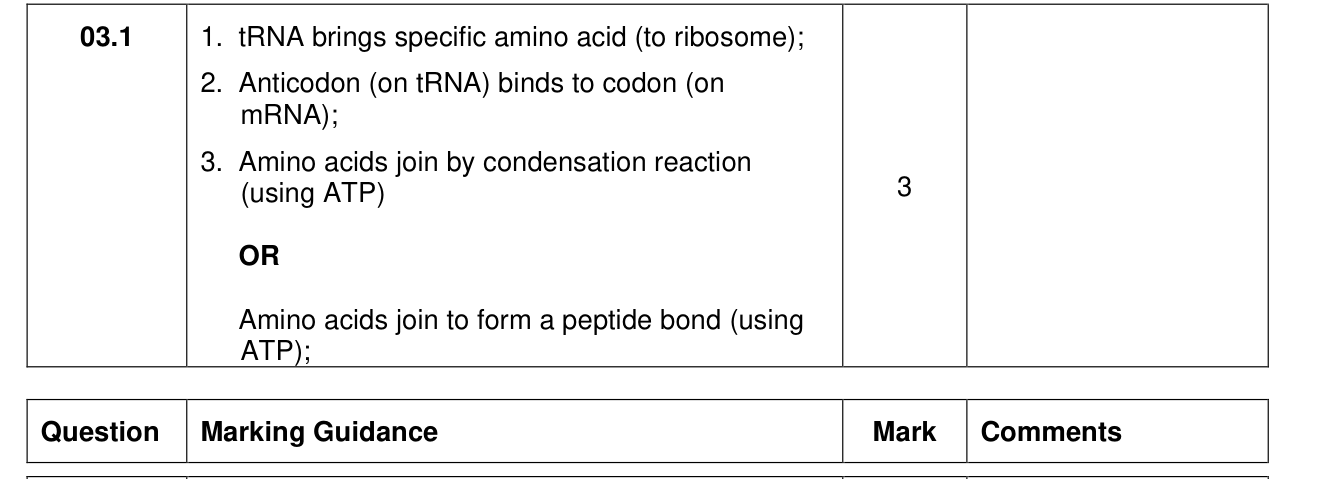 03.1
1. tRNA brings specific amino acid (to ribosome);
2. Anticodon (on tRNA) binds to codon (on
mRNA);
3. Amino acids join by condensation reaction
(using ATP)
OR
Amino acids join to form a peptide bond (using
ATP);
3
Question Marking Guidance Mark Comments